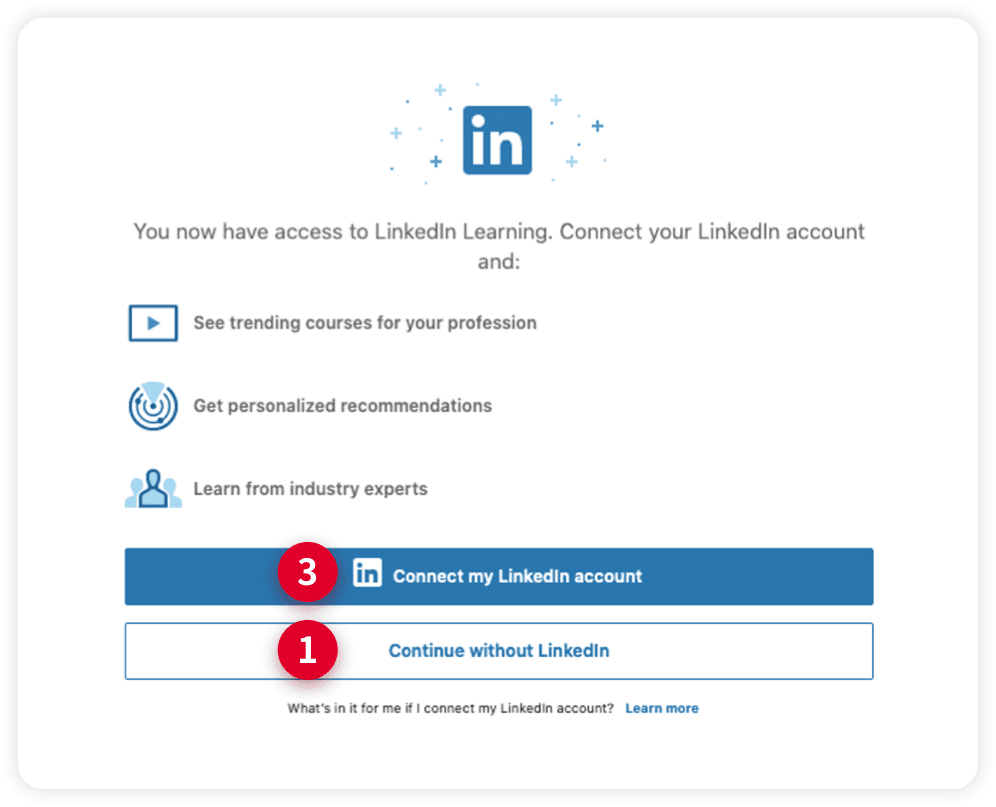 in
You now have access to LinkedIn Learning. Connect your LinkedIn account
and:
See trending courses for your profession
Get personalized recommendations
Learn from industry experts
3 in Connect my LinkedIn account
1 Continue without LinkedIn
What's in it for me if I connect my LinkedIn account? Learn more